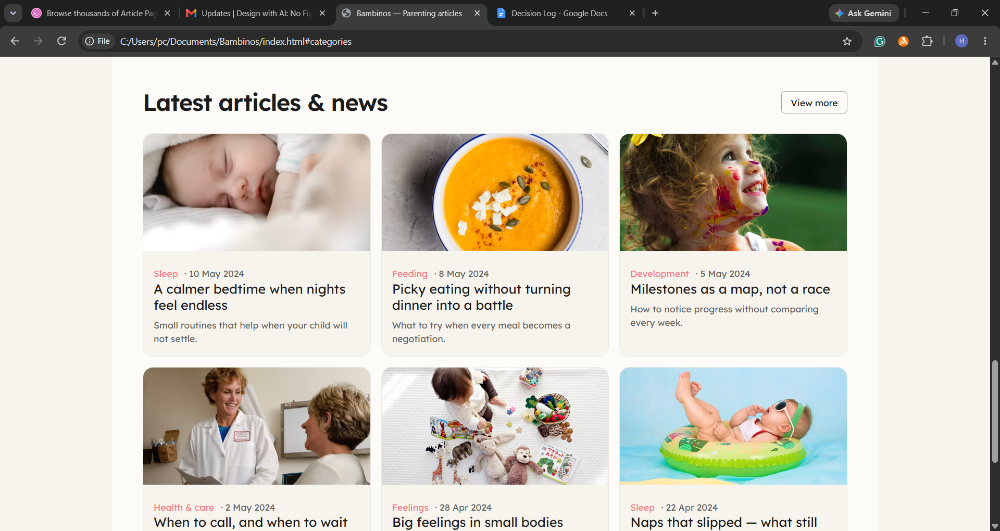 Browse thousands of Article Pag
Updates | Design with AI: No Fig
Bambinos — Parenting articles
Decision Log - Google Docs
Ask Gemini
File
C:/Users/pc/Documents/Bambinos/index.html#categories
H
Latest articles & news
View more
Sleep · 10 May 2024
A calmer bedtime when nights
feel endless
Small routines that help when your child will
not settle.
Feeding · 8 May 2024
Picky eating without turning
dinner into a battle
What to try when every meal becomes a
negotiation.
Development · 5 May 2024
Milestones as a map, not a race
How to notice progress without comparing
every week.
Health & care · 2 May 2024
When to call, and when to wait
Feelings · 28 Apr 2024
Big feelings in small bodies
Sleep · 22 Apr 2024
Naps that slipped — what still